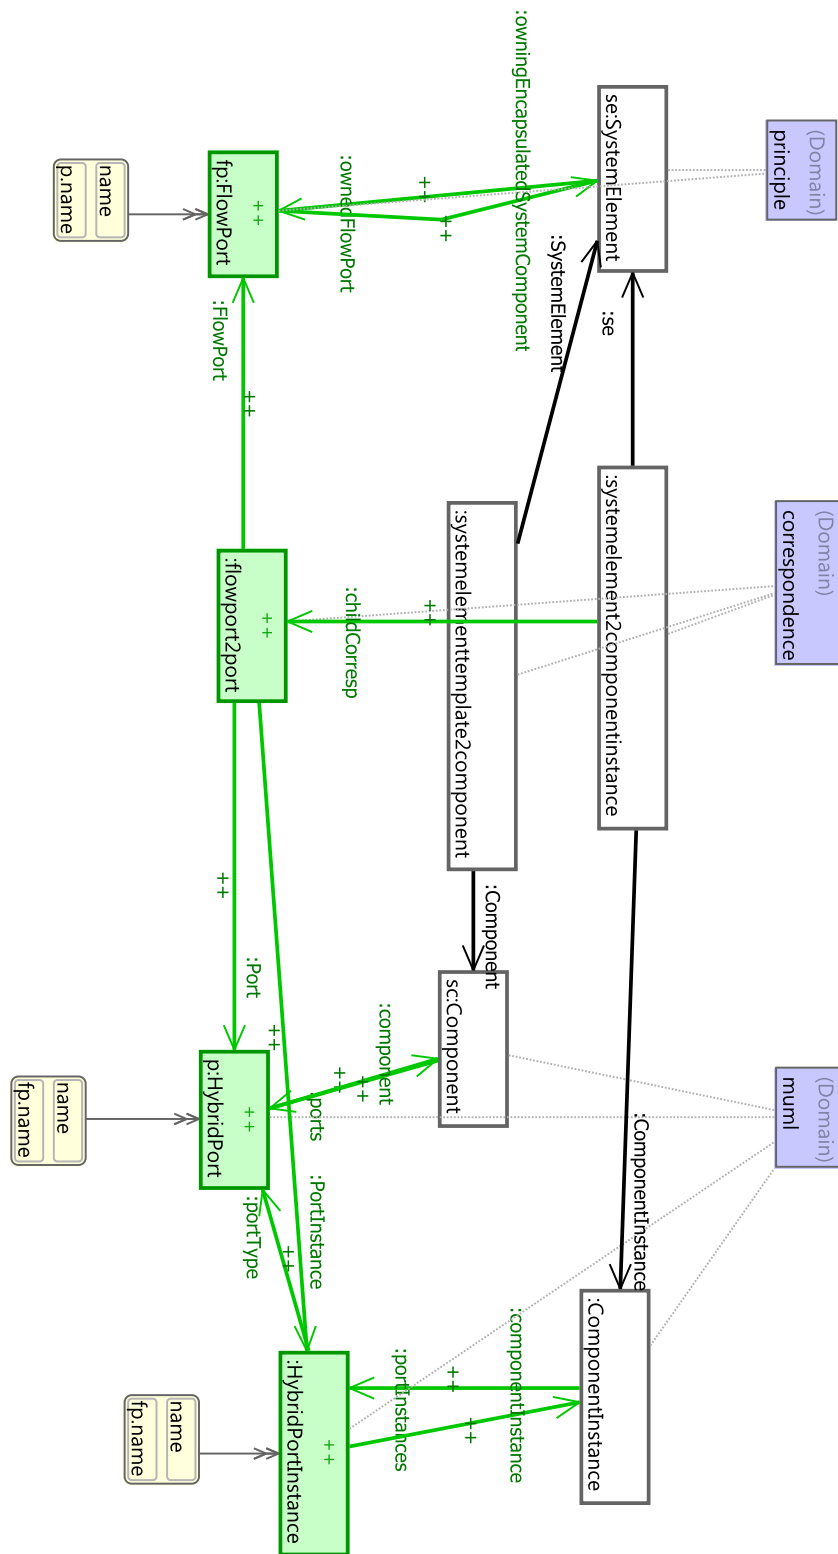 (Domain)
principle
(Domain)
correspondence
(Domain)
muml
se:SystemElement
:se
:systemelement2componentinstance
:ComponentInstance
:ComponentInstance
:owningEncapsulatedSystemComponent
:SystemElement
:systemelementtemplate2component
:Component
sc:Component
:componentInstance
++
++
:ownedFlowPort
++
:childCorresp
++
++
:component
:ports
++
++
:portInstances
fp:FlowPort
++
:FlowPort
++
:flowport2port
++
++
:Port
++
p:HybridPort
++
:PortInstance
:portType
++
:HybridPortInstance
++
name
p.name
name
fp.name
name
fp.name